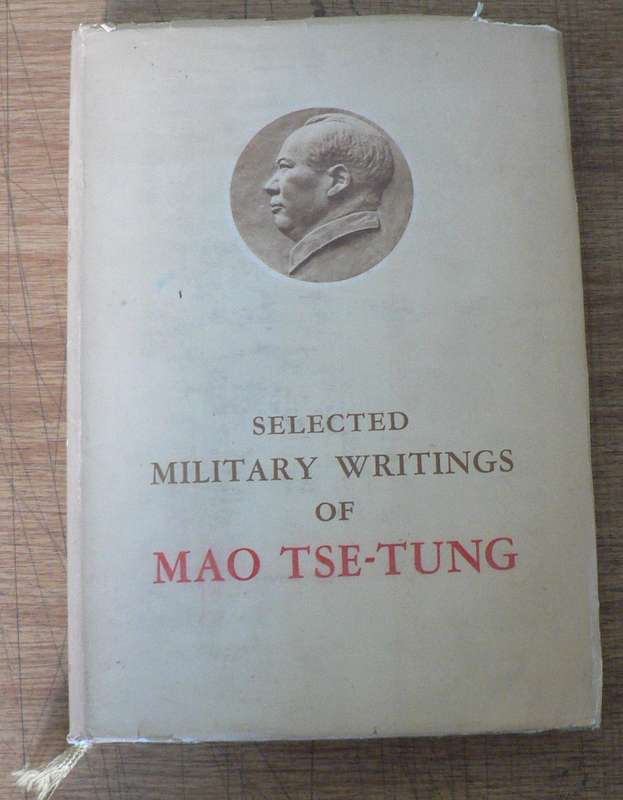 SELECTED
MILITARY WRITINGS
OF
MAO TSE-TUNG